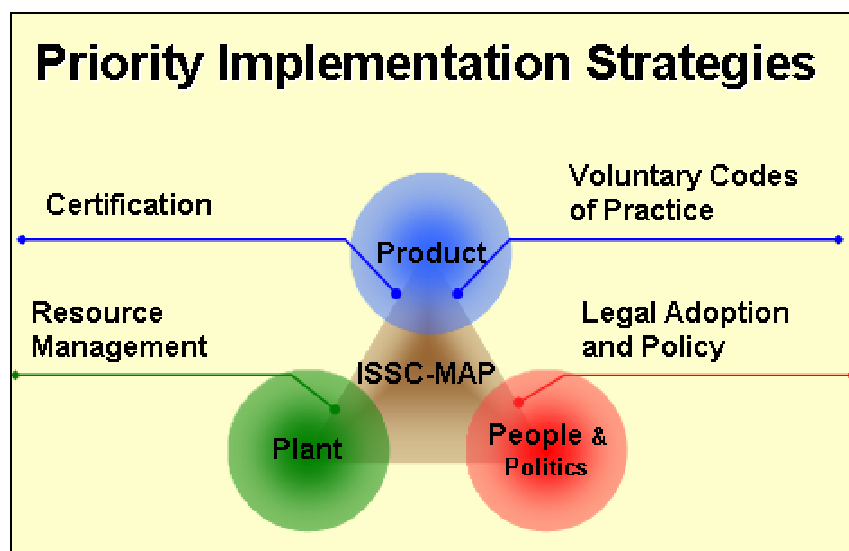 Priority Implementation Strategies
Certification
Voluntary Codes
of Practice
Product
Resource
Management
Legal Adoption
and Policy
ISSC-MAP
Plant
People &
Politics